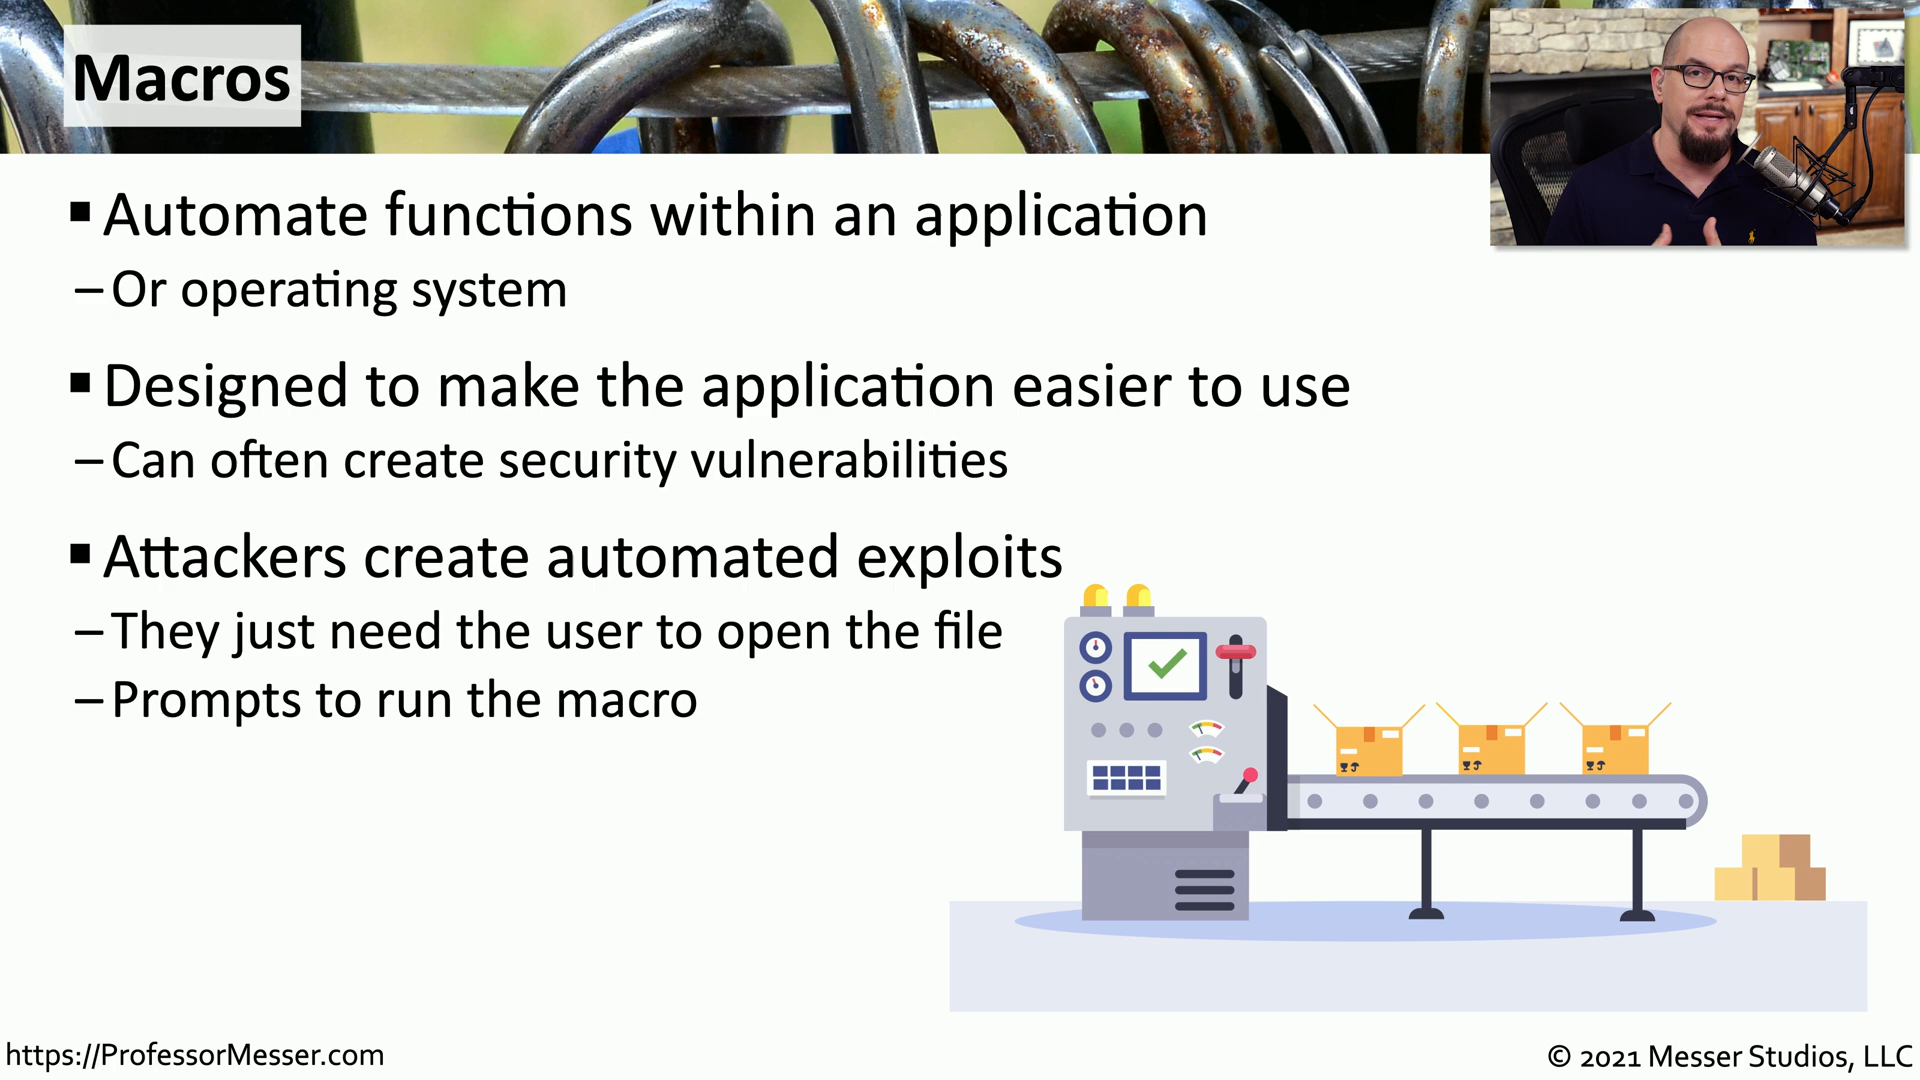 Macros
▪ Automate functions within an application
– Or operating system
▪ Designed to make the application easier to use
– Can often create security vulnerabilities
▪ Attackers create automated exploits
– They just need the user to open the file
– Prompts to run the macro
https://ProfessorMesser.com
© 2021 Messer Studios, LLC